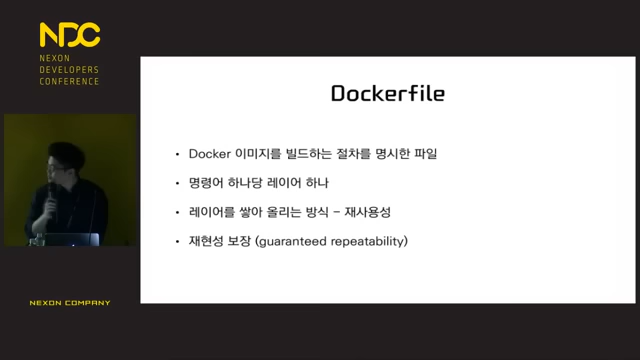 NDC
NEXON
DEVELOPERS
CONFERENCE
Dockerfile
• Docker 이미지를 빌드하는 절차를 명시한 파일
• 명령어 하나당 레이어 하나
• 레이어를 쌓아 올리는 방식 – 재사용성
• 재현성 보장 (guaranteed repeatability)
NEXON COMPANY